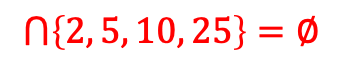 ⋂{2, 5, 10, 25} = ∅